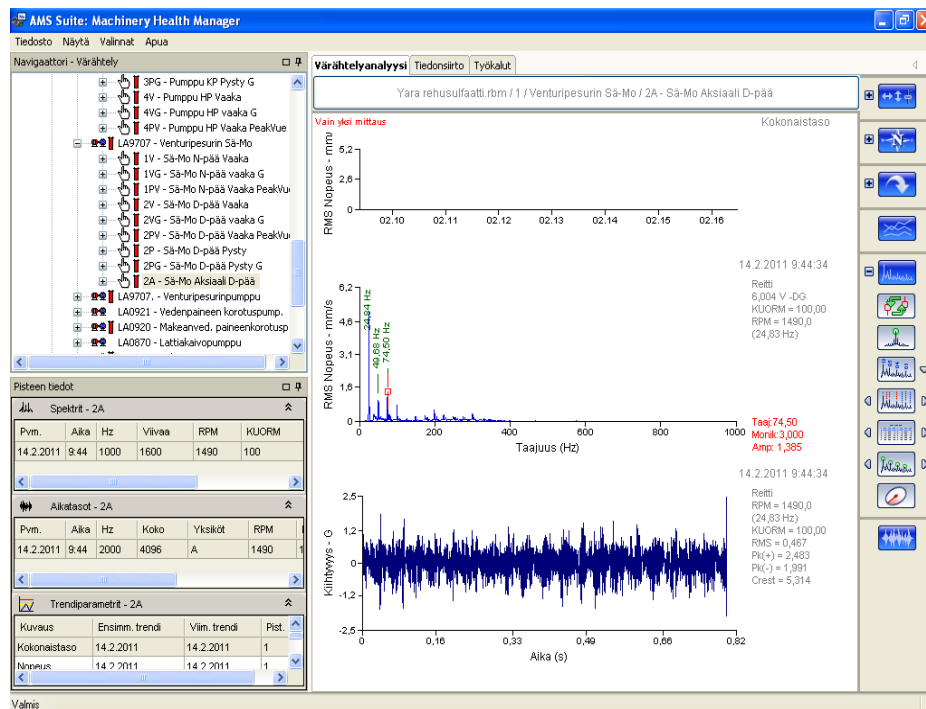 AMS Suite: Machinery Health Manager
Tiedosto Näytä Valinnat Apua
Navigaattori - Värähtely
3PG - Pumppu KP Pysty G
4V - Pumppu HP Vaaka
4VG - Pumppu HP vaaka G
4PV - Pumppu HP Vaaka PeakVue
LA9707 - Venturipesurin Sä-Mo
1V - Sä-Mo N-pää Vaaka
1VG - Sä-Mo N-pää vaaka G
1PV - Sä-Mo N-pää Vaaka PeakVu
2V - Sä-Mo D-pää Vaaka
2VG - Sä-Mo D-pää vaaka G
2PV - Sä-Mo D-pää Vaaka PeakVu
2P - Sä-Mo D-pää Pysty
2PG - Sä-Mo D-pää Pysty G
2A - Sä-Mo Aksiaali D-pää
LA9707. - Venturipesurinpumppu
LA0921 - Vedenpaineen korotuspump.
LA0920 - Makeanved. paineenkorotusp
LA0870 - Lattiakaivopumppu
Pisteen tiedot
Spektrit - 2A
Pvm. Aika Hz Viivaa RPM KUORM
14.2.2011 9:44 1000 1600 1490 100
Aikatasot - 2A
Pvm. Aika Hz Koko Yksiköt RPM
14.2.2011 9:44 2000 4096 A 1490 1
Trendiparametrit - 2A
Kuvaus Ensimm. trendi Viim. trendi Pist.
Kokonaistaso 14.2.2011 14.2.2011 1
Nopeus 14.2.2011 14.2.2011 1
Valmis
Värähtelyanalyysi Tiedonsiirto Työkalut
Yara rehusulfaatti.rbm / 1 / Venturipesurin Sä-Mo / 2A - Sä-Mo Aksiaali D-pää
Vain yksi mittaus
Kokonaistaso
RMS Nopeus - mm/
5,2
2,6
0
02.10 02.11 02.12 02.13 02.14 02.15 02.16
14.2.2011 9:44:34
Reitti
6,004 V -DG
KUORM = 100,00
RPM = 1490,0
(24,83 Hz)
RMS Nopeus - mm/s
6,2
4,6
3,1
1,6
0
24,84 Hz
49,68 Hz
74,50 Hz
0 200 400 600 800 1000
Taajuus (Hz)
Taaj:74,50
Monik:3,000
Amp: 1,385
14.2.2011 9:44:34
Reitti
RPM = 1490,0
(24,83 Hz)
KUORM = 100,00
RMS = 0,467
Pk(+) = 2,483
Pk(-) = 1,991
Crest = 5,314
Kiihtyvyys - G
2,5
1,2
0
-1,2
-2,5
0 0,16 0,33 0,49 0,66 0,82
Aika (s)